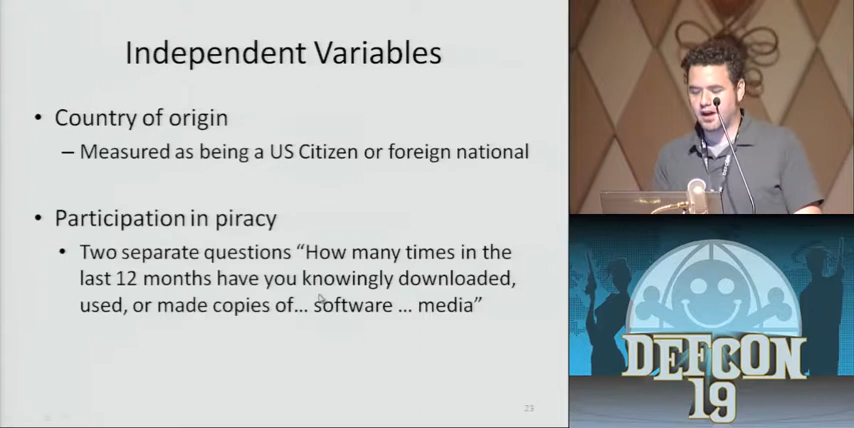 Independent Variables
• Country of origin
– Measured as being a US Citizen or foreign national
• Participation in piracy
• Two separate questions “How many times in the
last 12 months have you knowingly downloaded,
used, or made copies of… software … media”
23
DEFCON
19